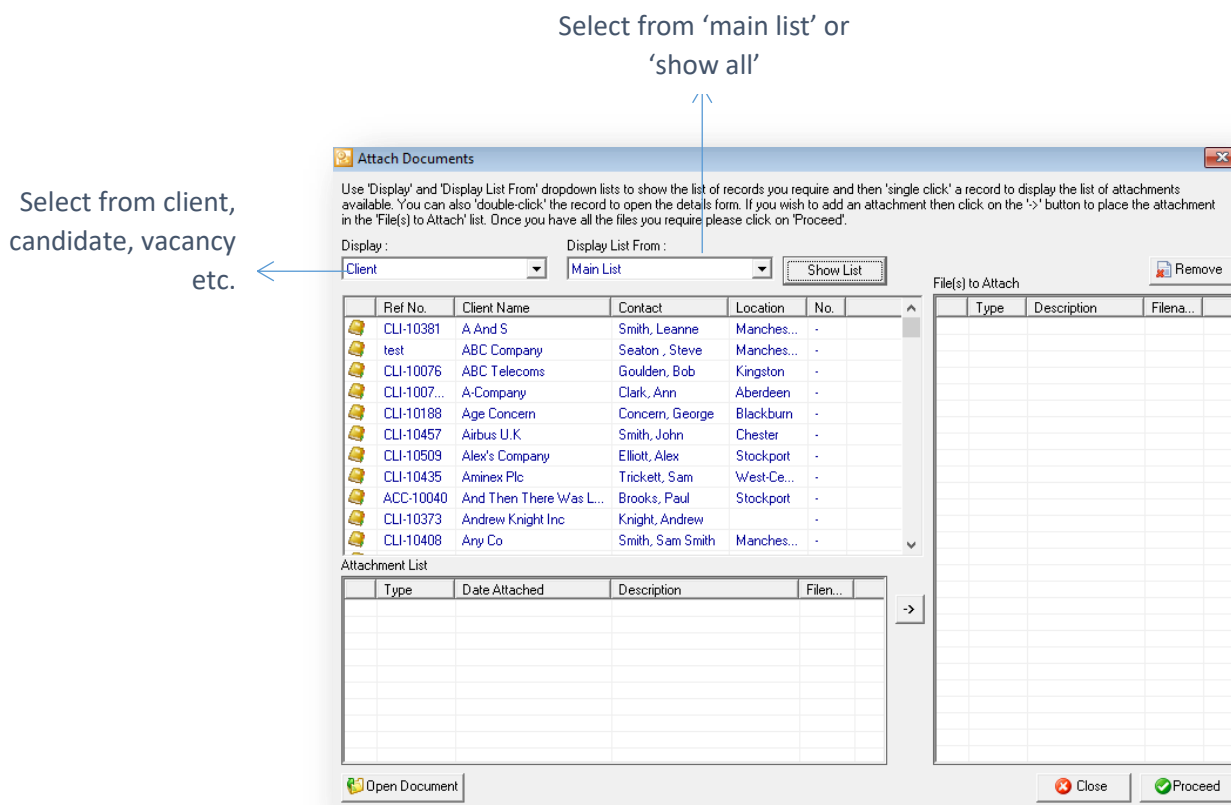 Select from ‘main list’ or
‘show all’
Select from client,
candidate, vacancy
etc.
Attach Documents
Use 'Display' and 'Display List From' dropdown lists to show the list of records you require and then 'single click' a record to display the list of attachments
available. You can also 'double-click' the record to open the details form. If you wish to add an attachment then click on the '->' button to place the attachment
in the 'File(s) to Attach' list. Once you have all the files you require please click on 'Proceed'.
Display : Display List From :
Client Main List Show List Remove
File(s) to Attach
Ref No. Client Name Contact Location No. Type Description Filena...
CLI-10381 A And S Smith, Leanne Manches... -
test ABC Company Seaton , Steve Manches... -
CLI-10076 ABC Telecoms Goulden, Bob Kingston -
CLI-1007... A-Company Clark, Ann Aberdeen -
CLI-10188 Age Concern Concern, George Blackburn -
CLI-10457 Airbus U.K Smith, John Chester -
CLI-10509 Alex's Company Elliott, Alex Stockport -
CLI-10435 Aminex Plc Trickett, Sam West-Ce... -
ACC-10040 And Then There Was L... Brooks, Paul Stockport -
CLI-10373 Andrew Knight Inc Knight, Andrew -
CLI-10408 Any Co Smith, Sam Smith Manches... -
Attachment List
Type Date Attached Description Filen...
->
Open Document Close Proceed